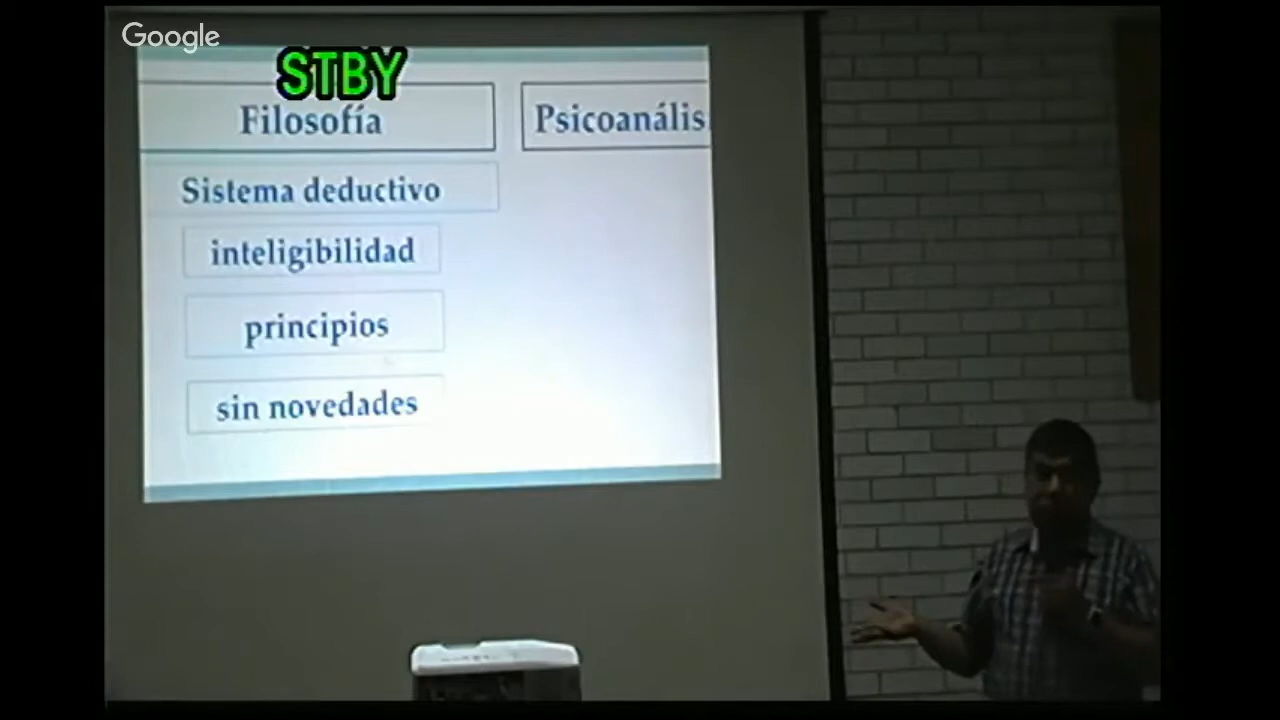 Google
STBY
Filosofía
Psicoanális
Sistema deductivo
inteligibilidad
principios
sin novedades